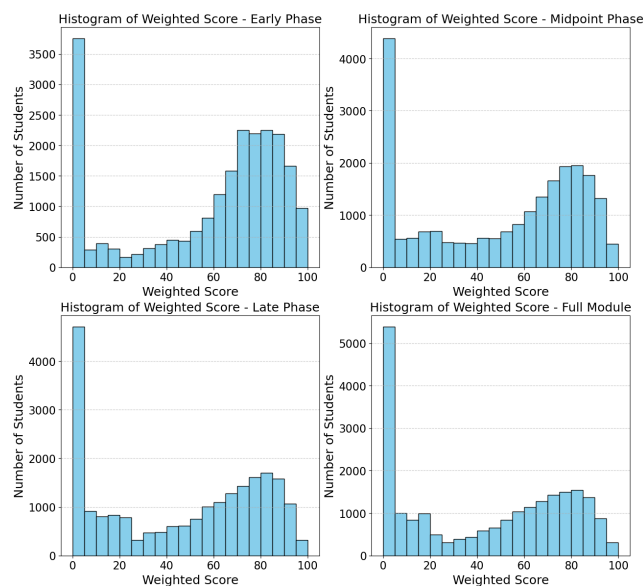 Histogram of Weighted Score - Early Phase
Number of Students
3500
3000
2500
2000
1500
1000
500
0
0 20 40 60 80 100
Weighted Score
Histogram of Weighted Score - Midpoint Phase
Number of Students
4000
3000
2000
1000
0
0 20 40 60 80 100
Weighted Score
Histogram of Weighted Score - Late Phase
Number of Students
4000
3000
2000
1000
0
0 20 40 60 80 100
Weighted Score
Histogram of Weighted Score - Full Module
Number of Students
5000
4000
3000
2000
1000
0
0 20 40 60 80 100
Weighted Score